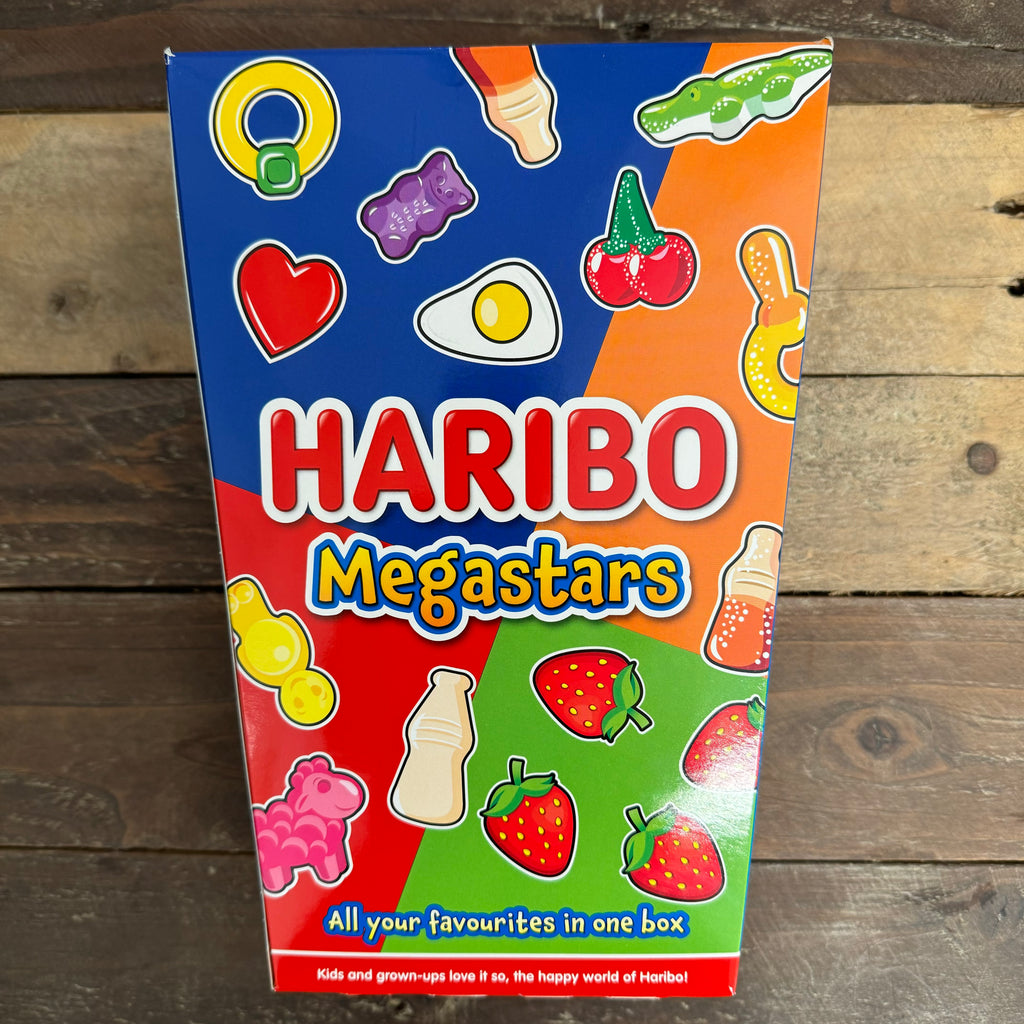 HARIBO
Megastars
All your favourites in one box
Kids and grown-ups love it so, the happy world of Haribo!